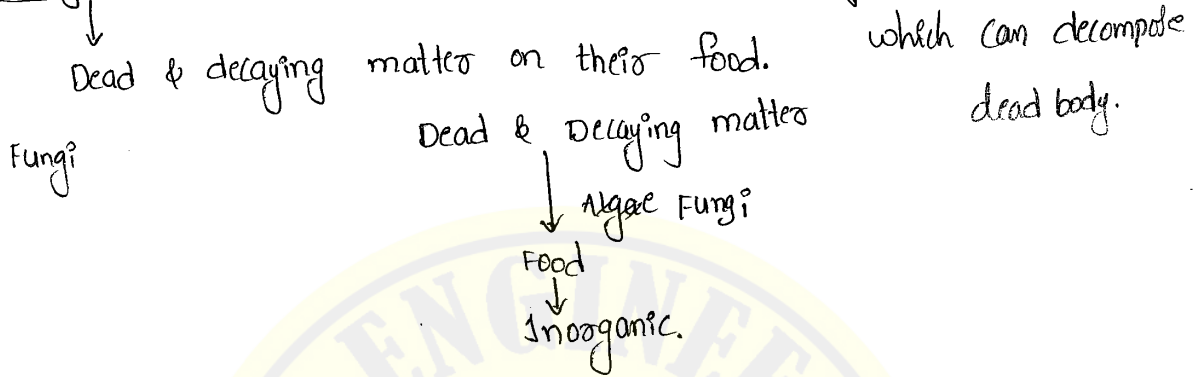 which can decompose
Dead & decaying matter on their food.
dead body.
Dead & Decaying matter
Fungi
Algae Fungi
Food
Inorganic.
ENGINEE